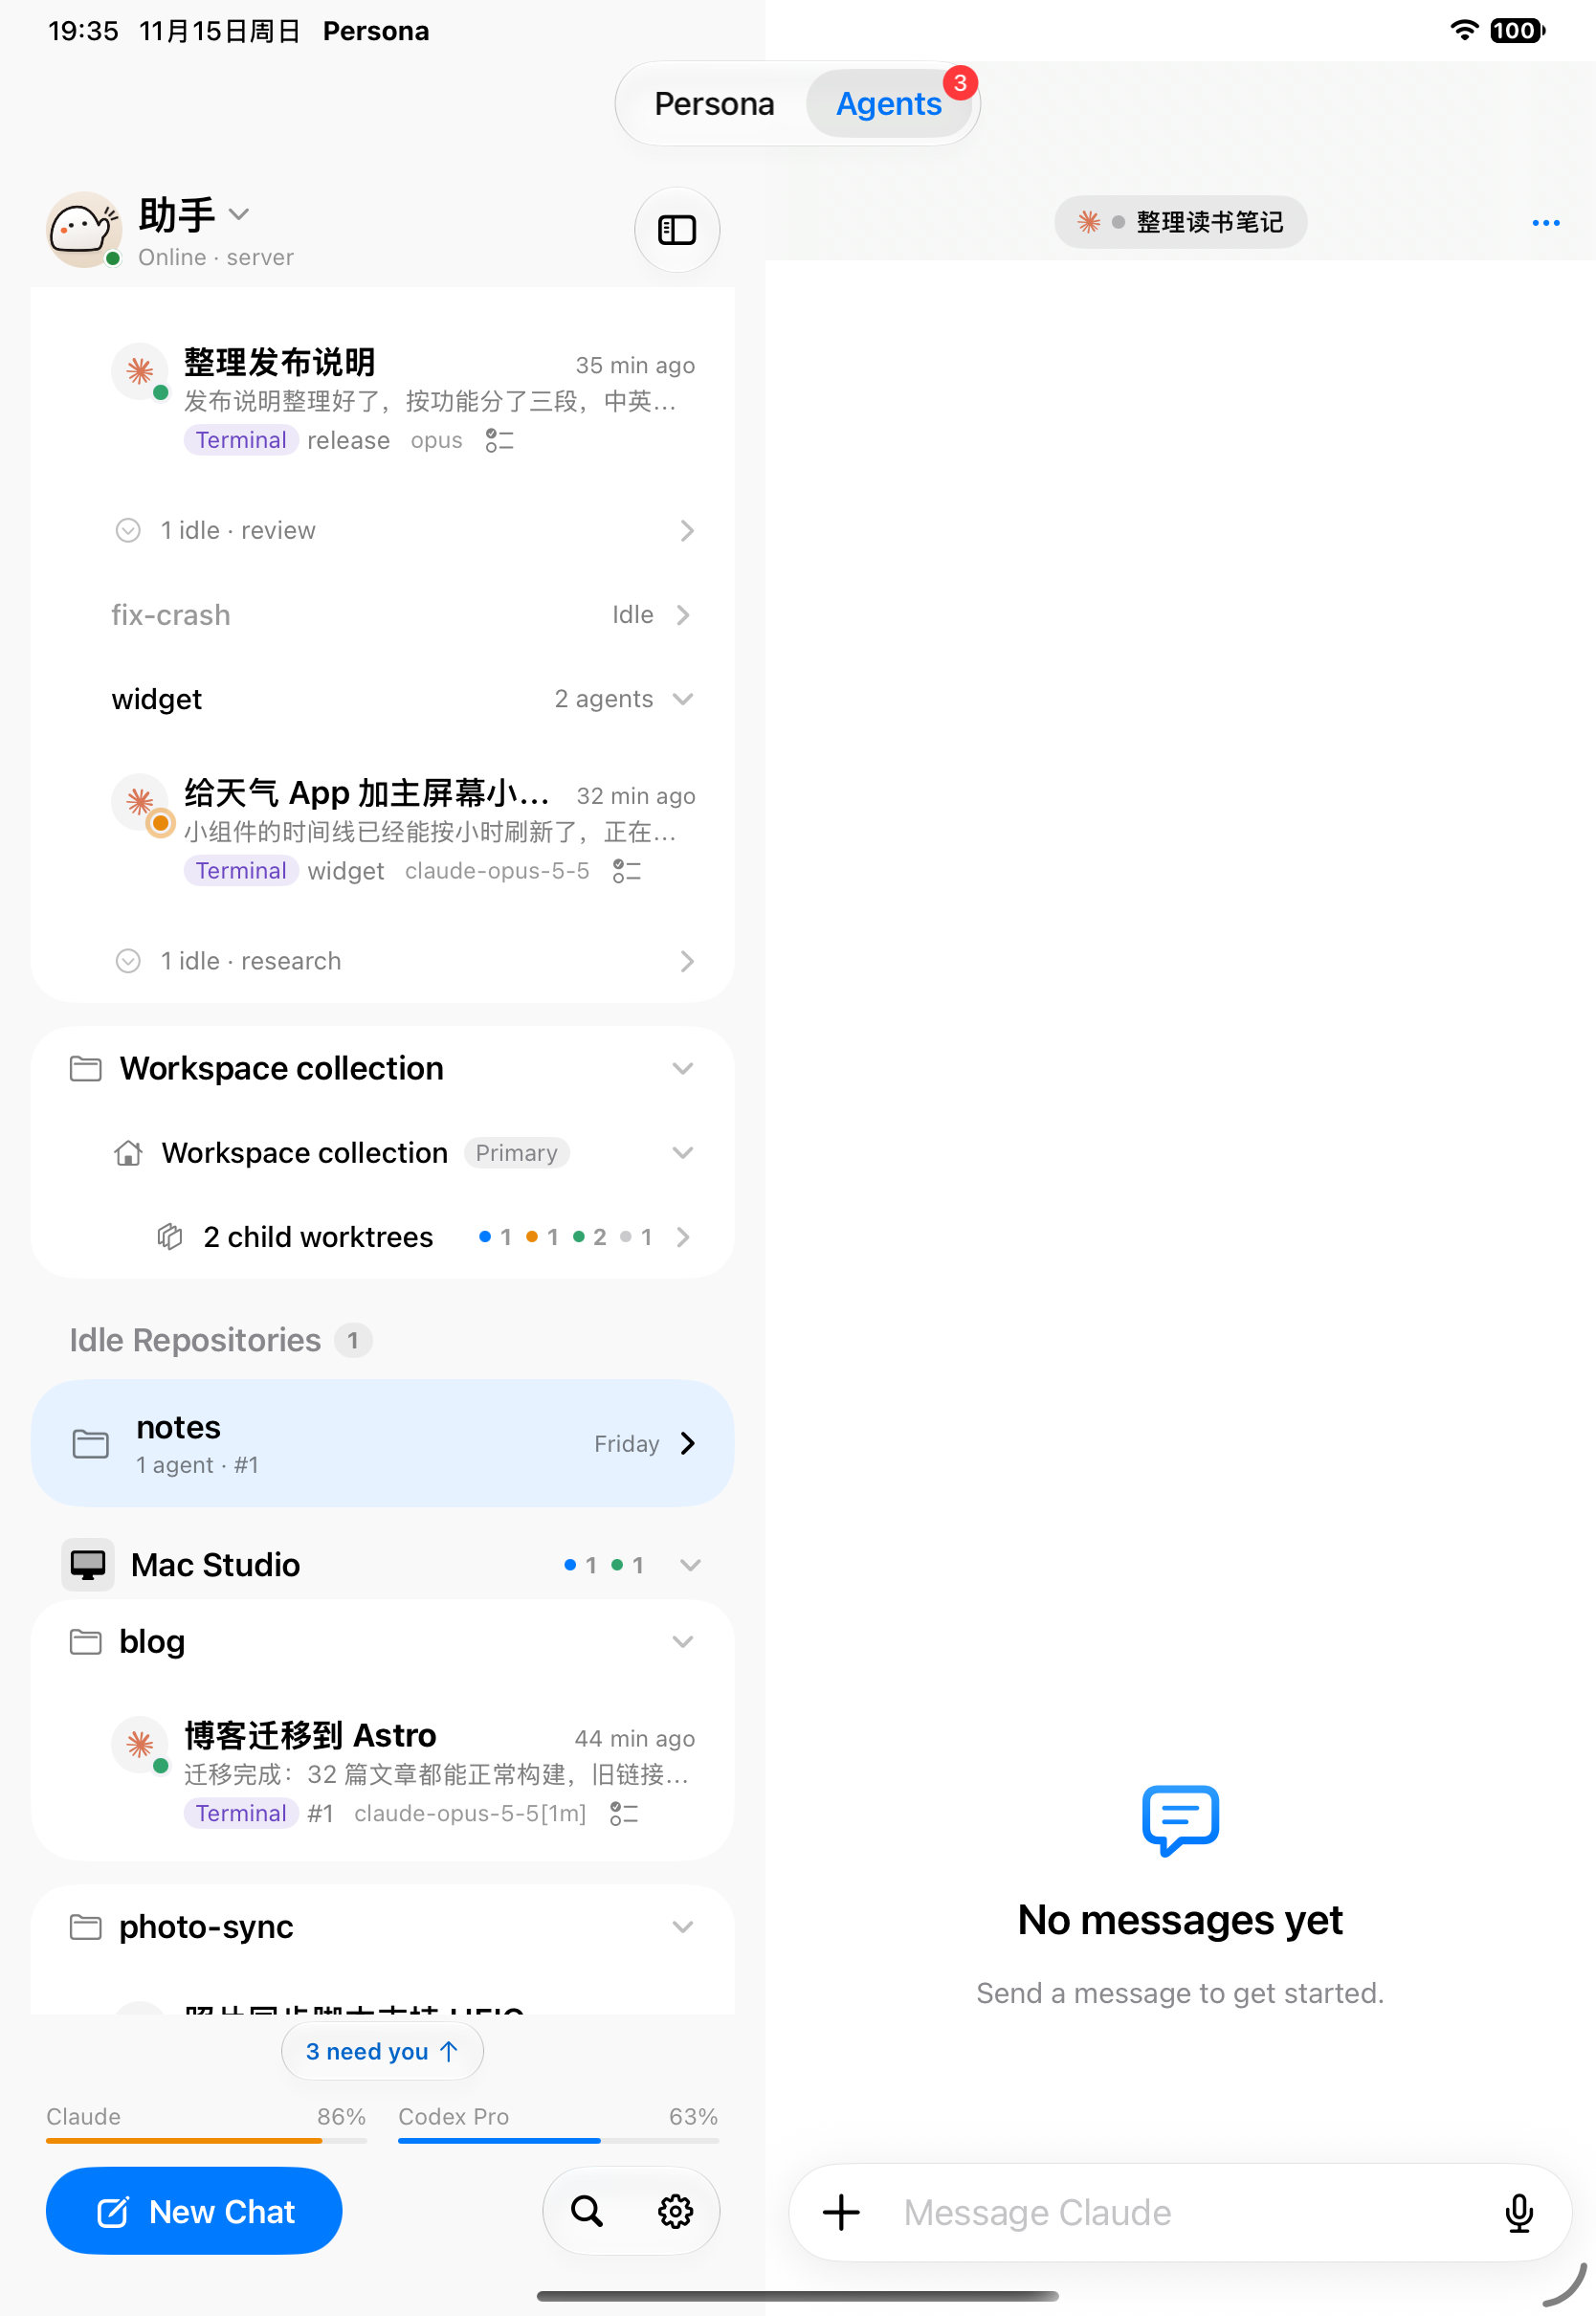 19:35 11月15日周日 Persona
100
Persona
Agents
3
助手
Online · server
整理读书笔记
整理发布说明
35 min ago
发布说明整理好了，按功能分了三段，中英…
Terminal release opus
1 idle · review
fix-crash
Idle
widget
2 agents
给天气 App 加主屏幕小…
32 min ago
小组件的时间线已经能按小时刷新了，正在…
Terminal widget claude-opus-5-5
1 idle · research
Workspace collection
Workspace collection Primary
2 child worktrees
1 1 2 1
Idle Repositories 1
notes
1 agent · #1
Friday
Mac Studio
1 1
blog
博客迁移到 Astro
44 min ago
迁移完成：32 篇文章都能正常构建，旧链接…
Terminal #1 claude-opus-5-5[1m]
photo-sync
No messages yet
Send a message to get started.
3 need you
Claude 86%
Codex Pro 63%
New Chat
Message Claude